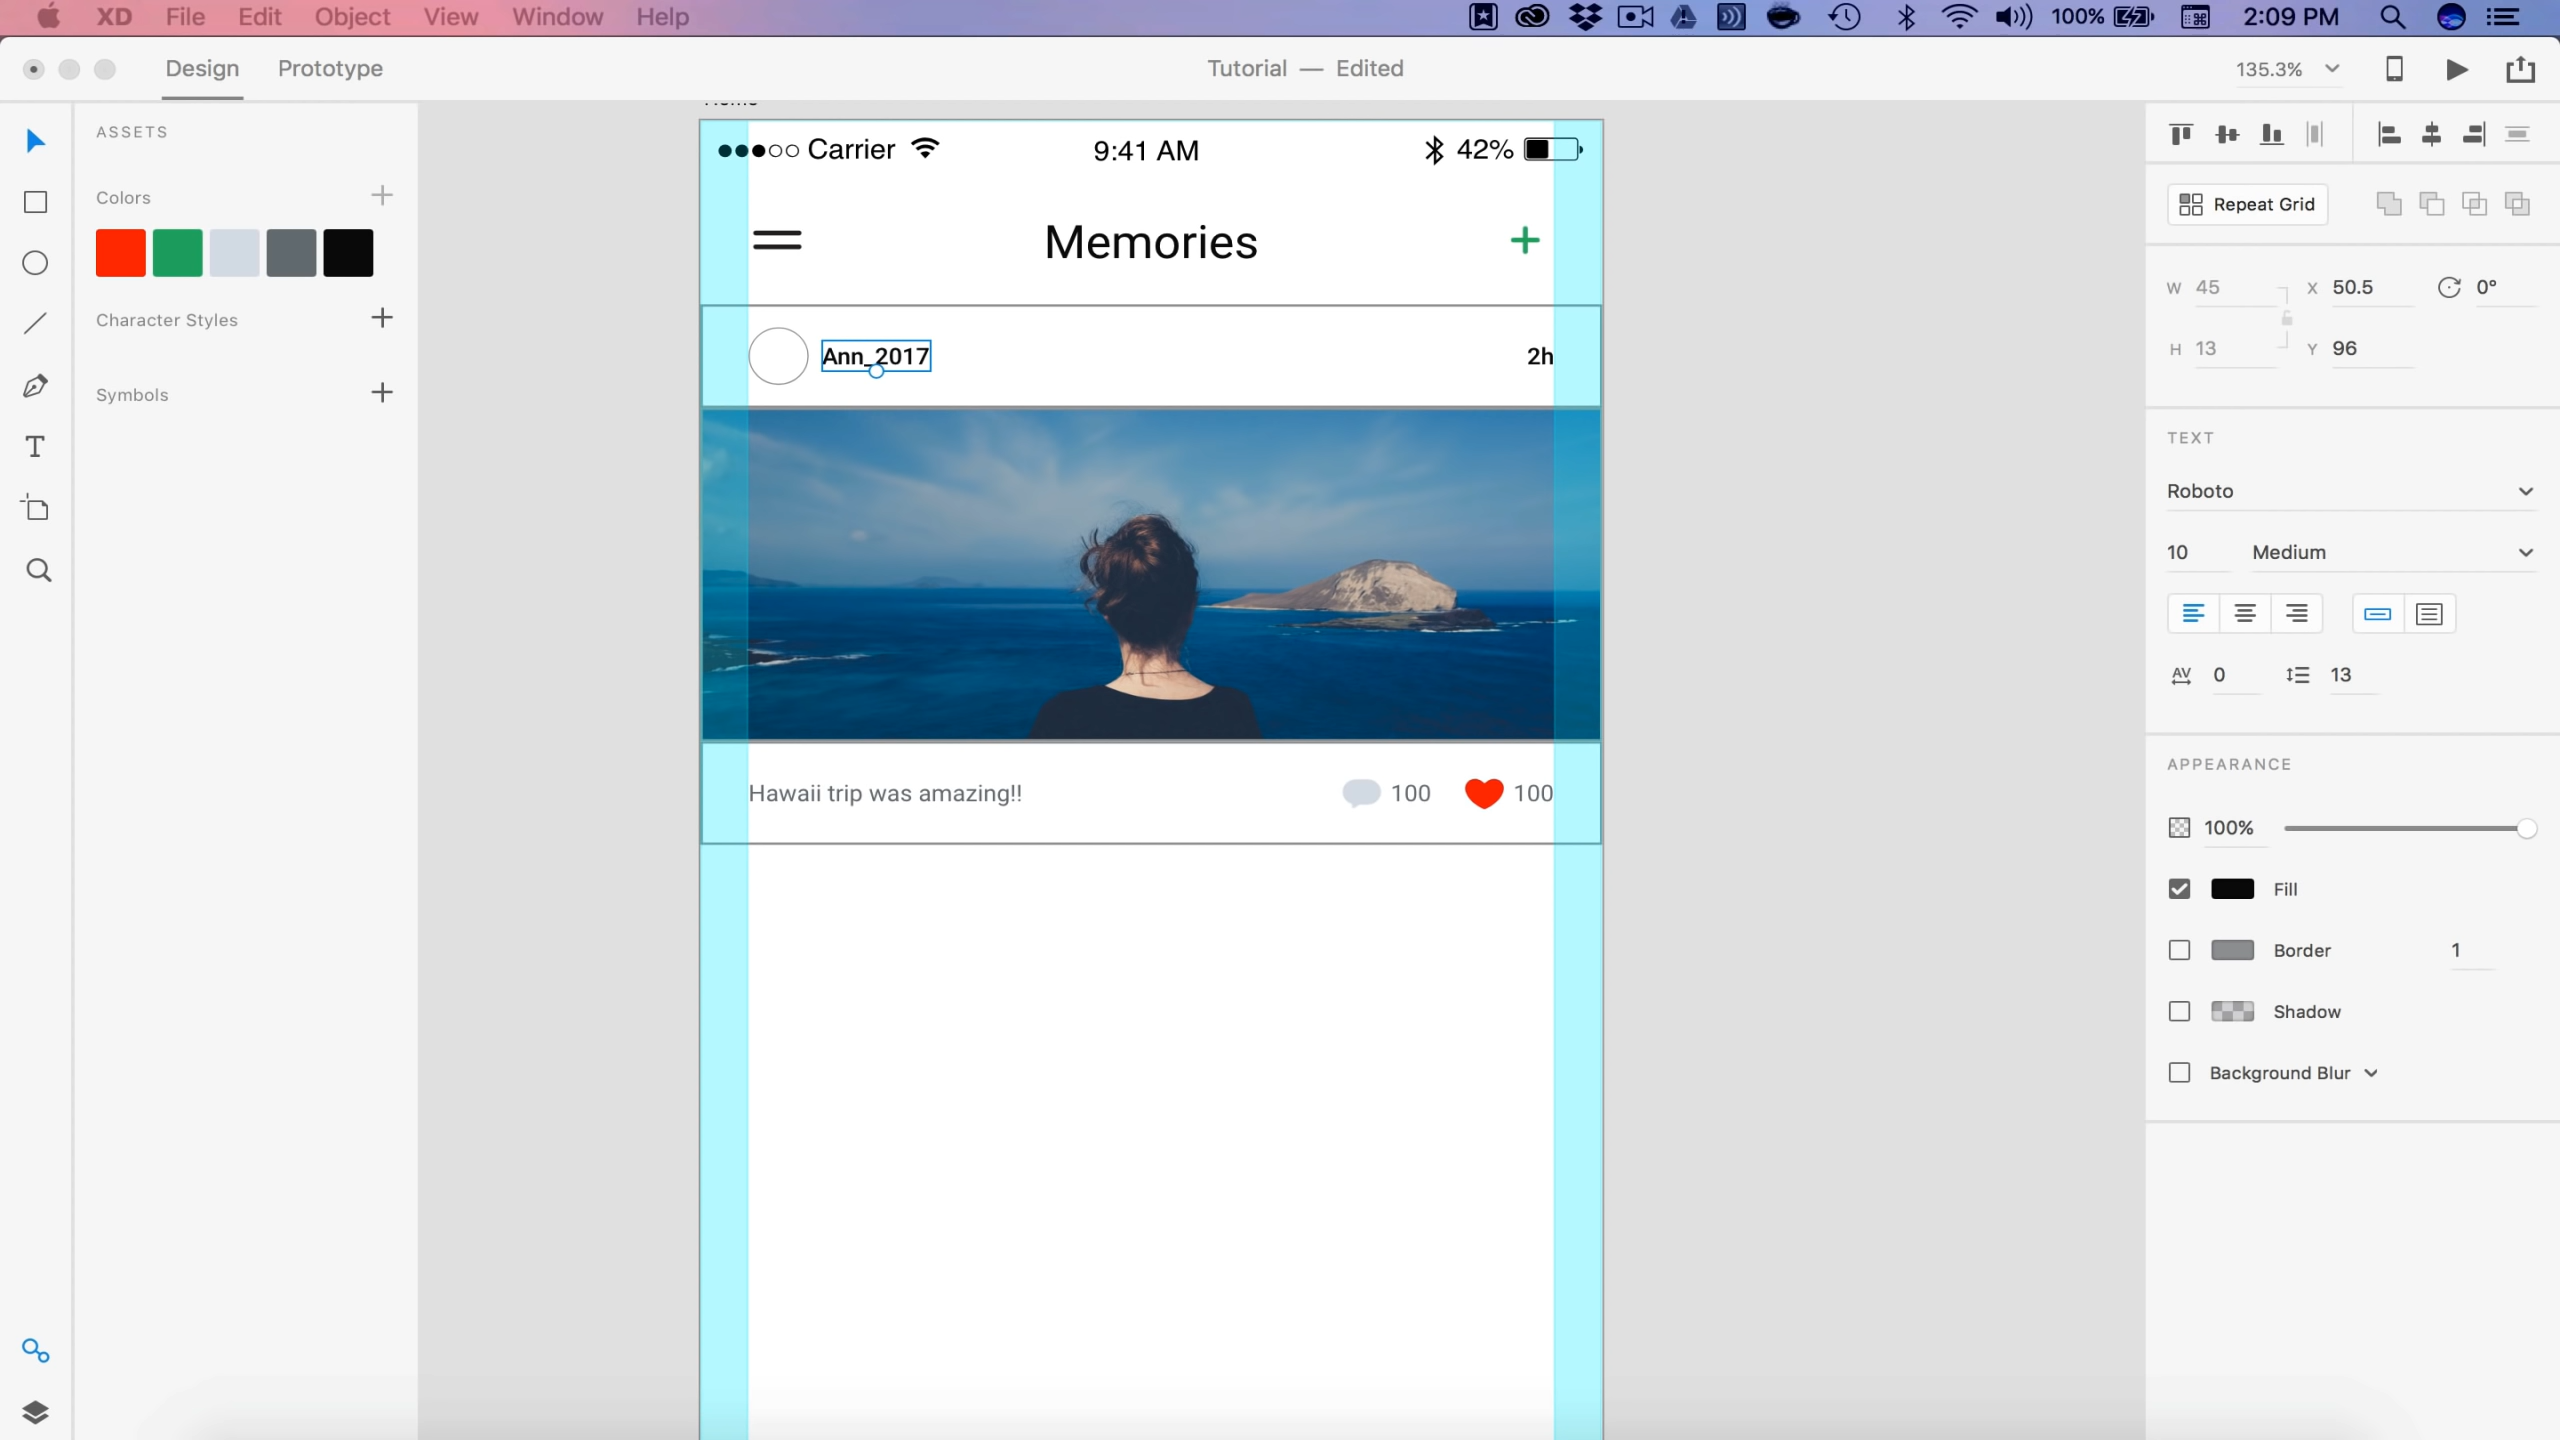 XD File Edit Object View Window Help 100% 2:09 PM
Design Prototype Tutorial — Edited 135.3%
ASSETS
Colors
Character Styles
Symbols
Carrier 9:41 AM 42%
Memories
Ann_2017 2h
Hawaii trip was amazing!! 100 100
Repeat Grid
W 45 X 50.5 0°
H 13 Y 96
TEXT
Roboto
10 Medium
AV 0 13
APPEARANCE
100%
Fill
Border 1
Shadow
Background Blur